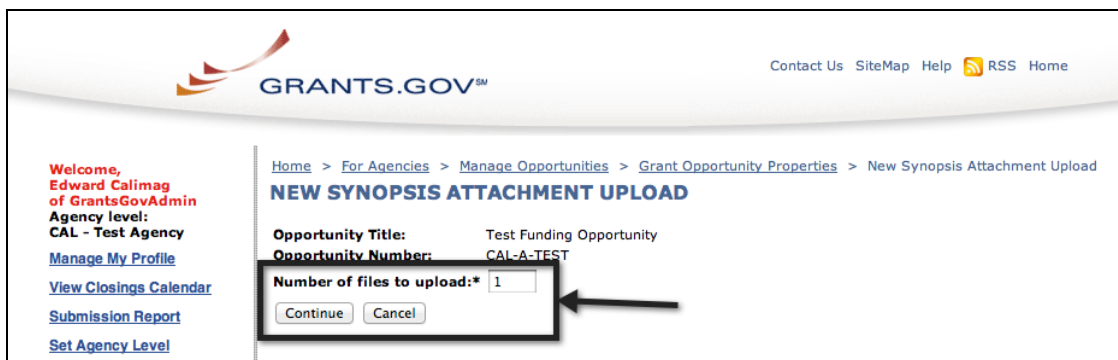 GRANTS.GOV℠
Contact Us SiteMap Help RSS Home
Welcome,
Edward Calimag
of GrantsGovAdmin
Agency level:
CAL - Test Agency
Manage My Profile
View Closings Calendar
Submission Report
Set Agency Level
Home > For Agencies > Manage Opportunities > Grant Opportunity Properties > New Synopsis Attachment Upload
NEW SYNOPSIS ATTACHMENT UPLOAD
Opportunity Title: Test Funding Opportunity
Opportunity Number: CAL-A-TEST
Number of files to upload:* 1
Continue Cancel